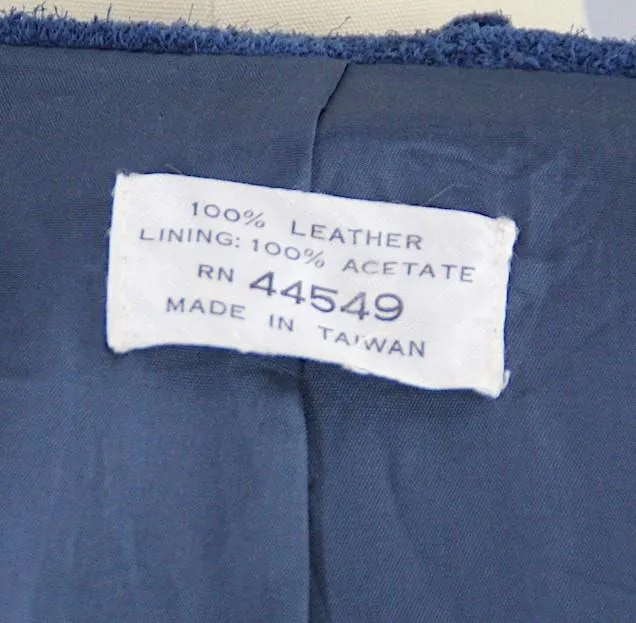 100% LEATHER
LINING: 100% ACETATE
RN 44549
MADE IN TAIWAN